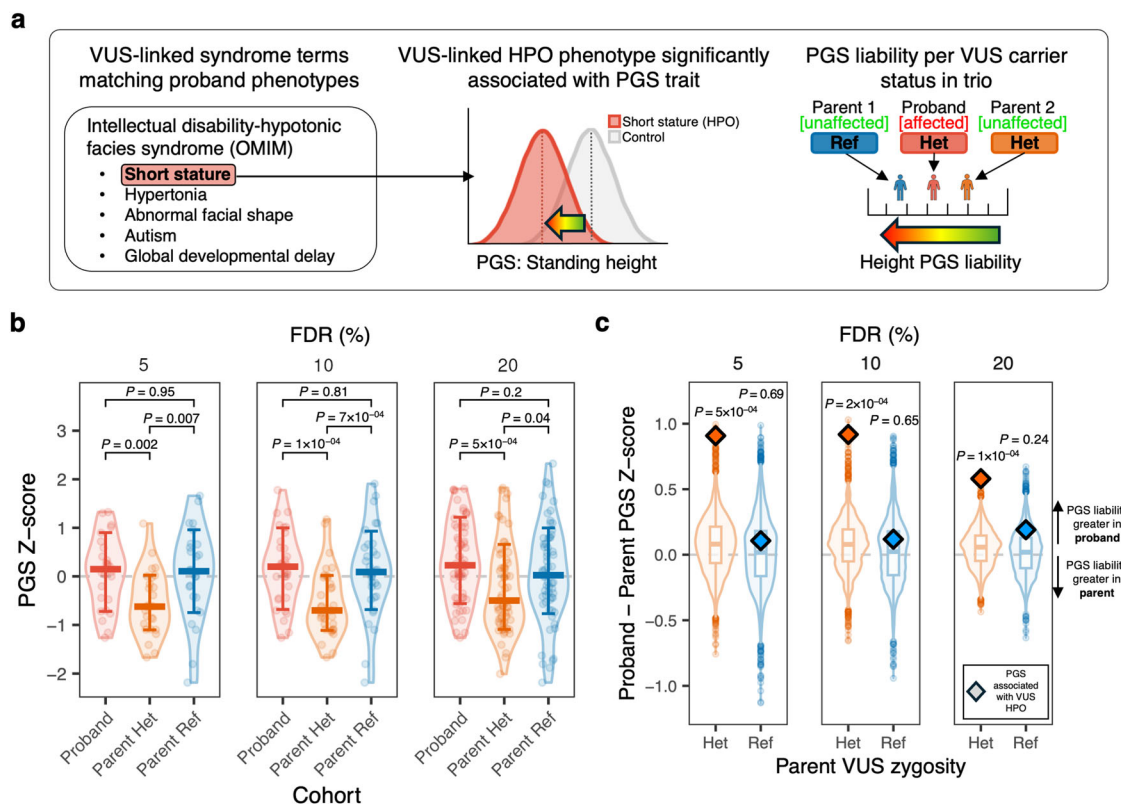 a
VUS-linked syndrome terms
matching proband phenotypes
Intellectual disability-hypotonic
facies syndrome (OMIM)
• Short stature
• Hypertonia
• Abnormal facial shape
• Autism
• Global developmental delay
VUS-linked HPO phenotype significantly
associated with PGS trait
Short stature (HPO)
Control
PGS: Standing height
PGS liability per VUS carrier
status in trio
Parent 1 Proband Parent 2
[unaffected] [affected] [unaffected]
Ref Het Het
Height PGS liability
b
FDR (%)
5 10 20
P = 0.95 P = 0.81 P = 0.2
P = 0.007 P = 7×10⁻⁰⁴ P = 0.04
P = 0.002 P = 1×10⁻⁰⁴ P = 5×10⁻⁰⁴
PGS Z-score
3
2
1
0
−1
−2
Proband Parent Het Parent Ref Proband Parent Het Parent Ref Proband Parent Het Parent Ref
Cohort
c
FDR (%)
5 10 20
P = 0.69
P = 5×10⁻⁰⁴ P = 2×10⁻⁰⁴
P = 0.65
P = 0.24
P = 1×10⁻⁰⁴
Proband – Parent PGS Z-score
1.0
0.5
0.0
−0.5
−1.0
PGS liability
greater in
proband
PGS liability
greater in
parent
PGS
associated
with VUS
HPO
Het Ref Het Ref Het Ref
Parent VUS zygosity